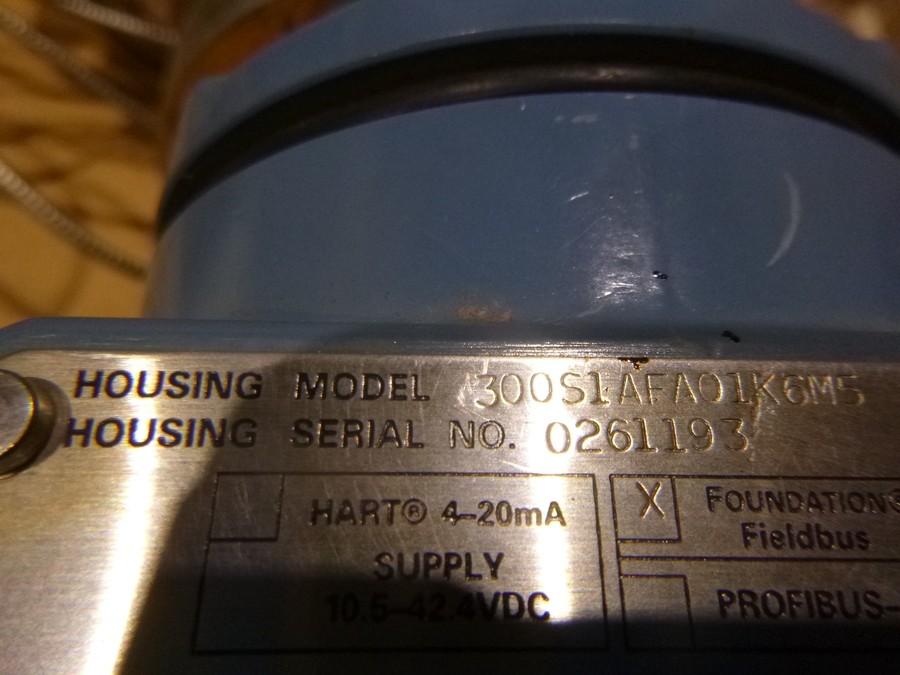 HOUSING MODEL 300S1AFA01K6M5
HOUSING SERIAL NO. 0261193
HART® 4-20mA
SUPPLY
10.5-42.4VDC
X
FOUNDATION®
Fieldbus
PROFIBUS-